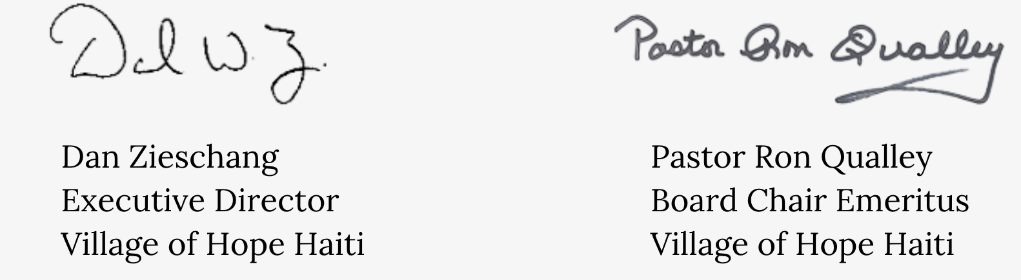 Dal W. Z.
Dan Zieschang
Executive Director
Village of Hope Haiti
Pastor Ron Qualley
Pastor Ron Qualley
Board Chair Emeritus
Village of Hope Haiti